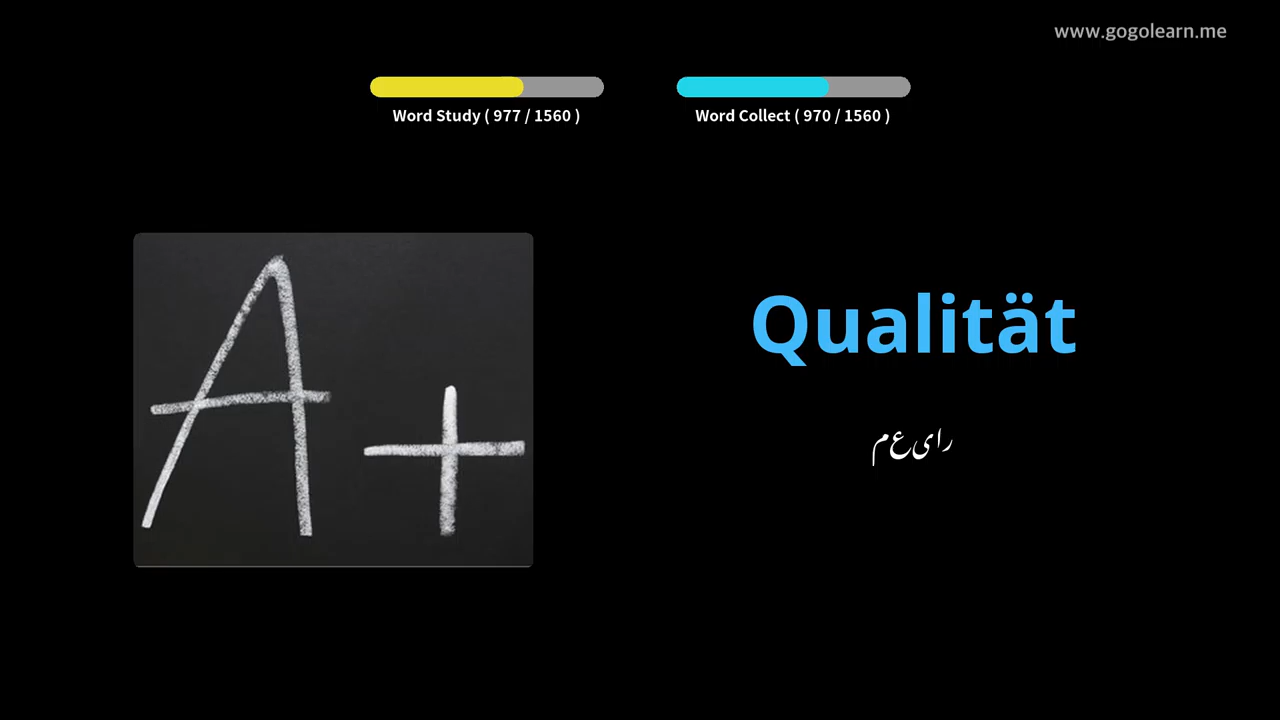 www.gogolearn.me
Word Study ( 977 / 1560 )
Word Collect ( 970 / 1560 )
A+
Qualität
رایعم